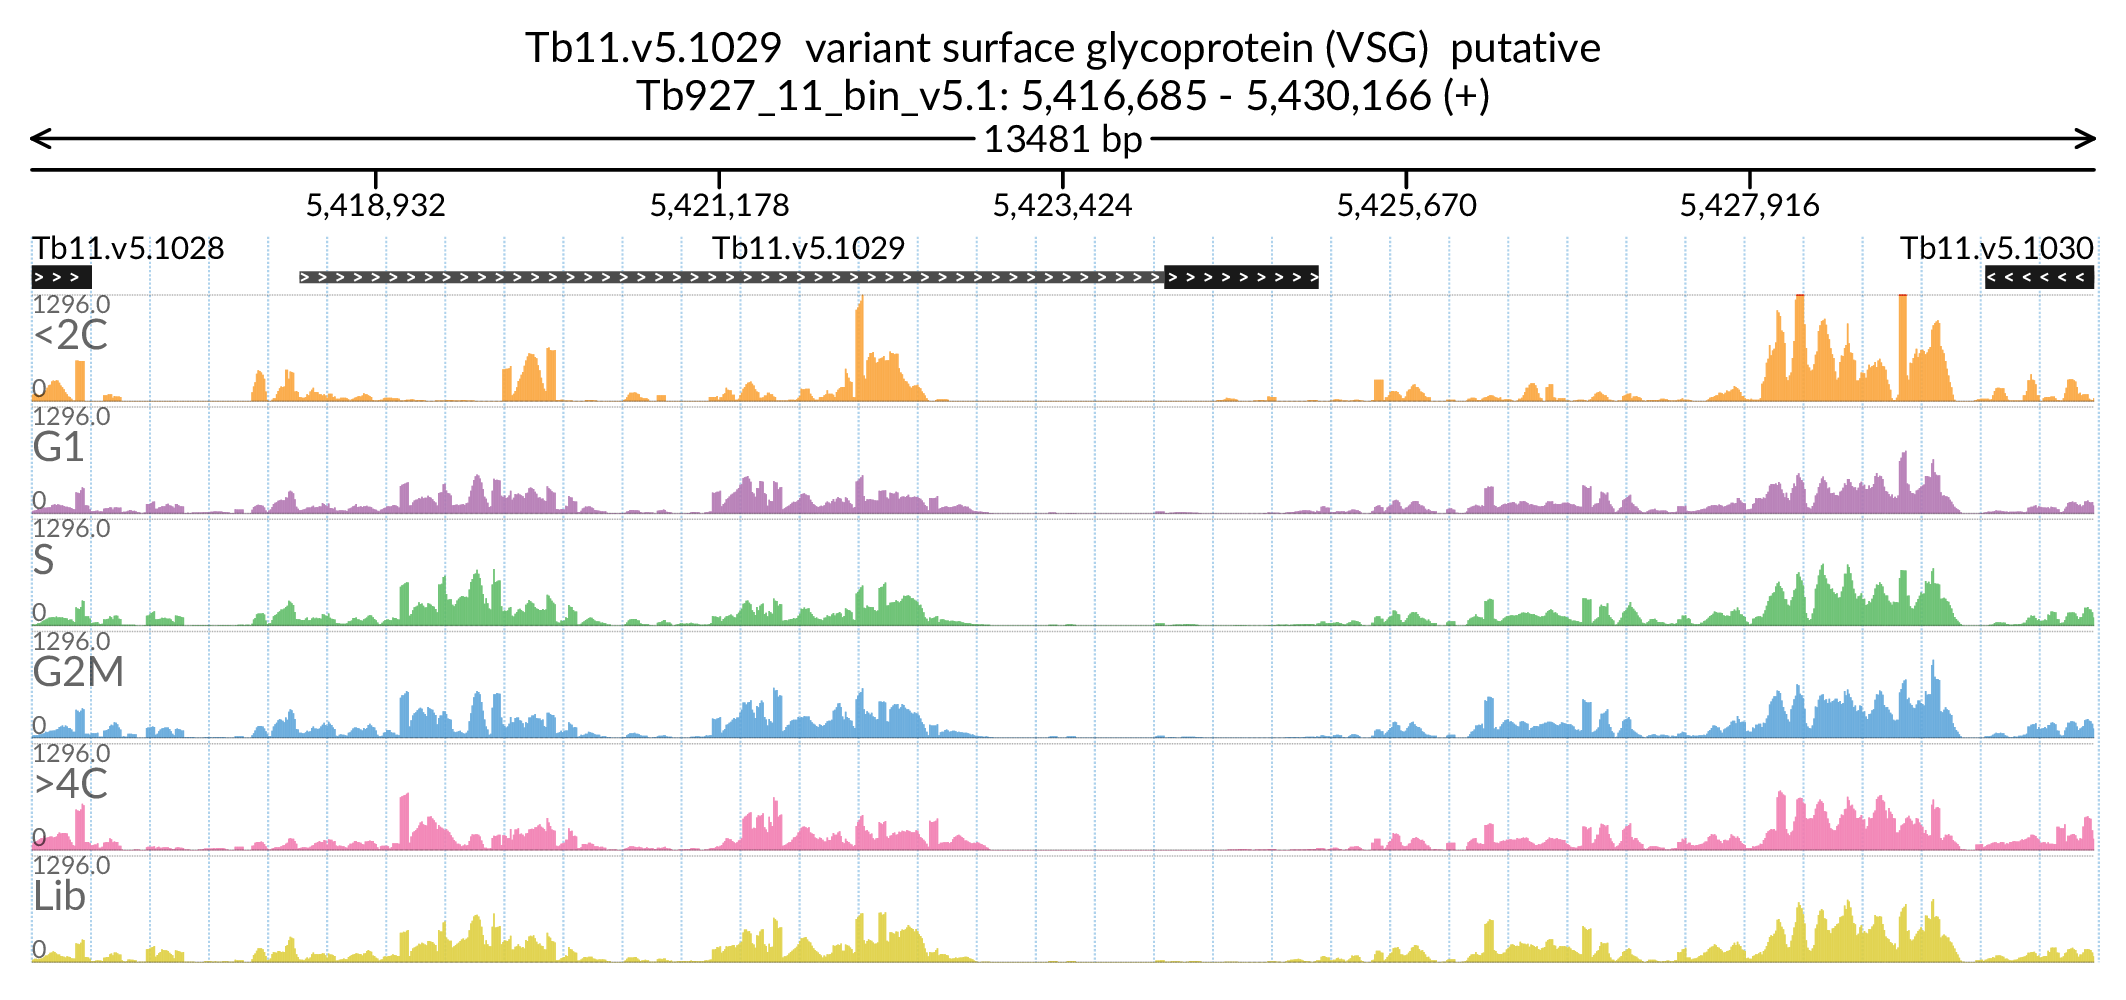 Tb11.v5.1029 variant surface glycoprotein (VSG) putative
Tb927_11_bin_v5.1: 5,416,685 - 5,430,166 (+)
13481 bp
5,418,932 5,421,178 5,423,424 5,425,670 5,427,916
Tb11.v5.1028 Tb11.v5.1029 Tb11.v5.1030
1296.0
<2C
0
1296.0
G1
0
1296.0
S
0
1296.0
G2M
0
1296.0
>4C
0
1296.0
Lib
0